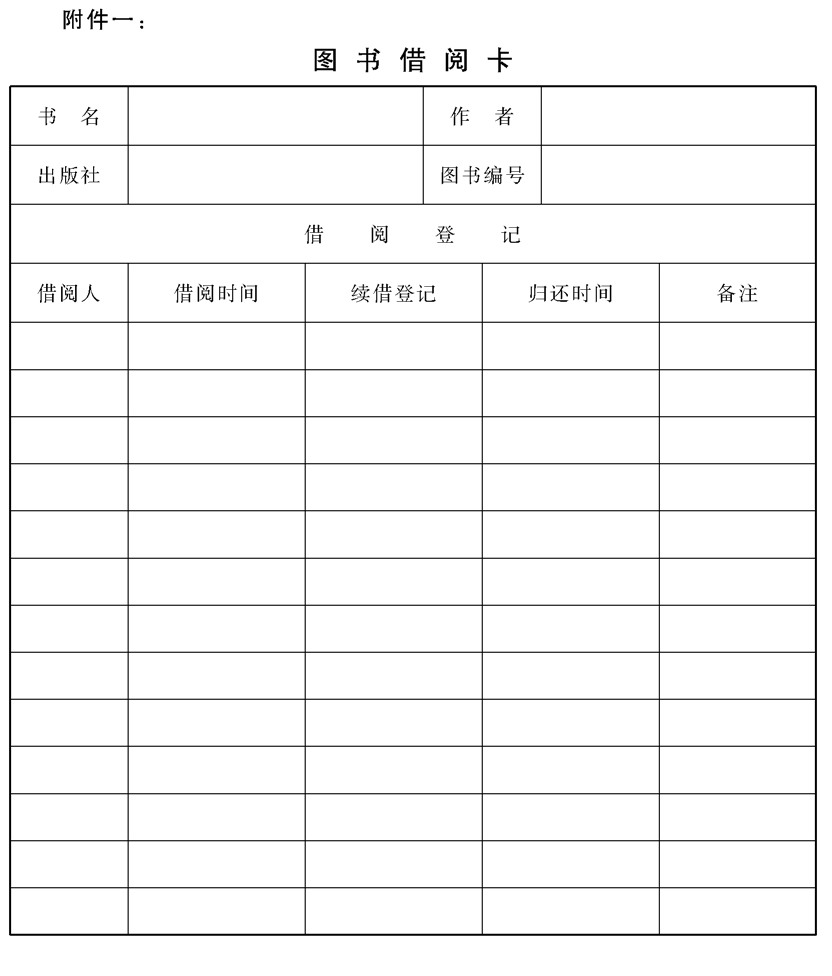 附件一：
图书借阅卡
书 名 作 者
出版社 图书编号
借阅登记
借阅人 借阅时间 续借登记 归还时间 备注